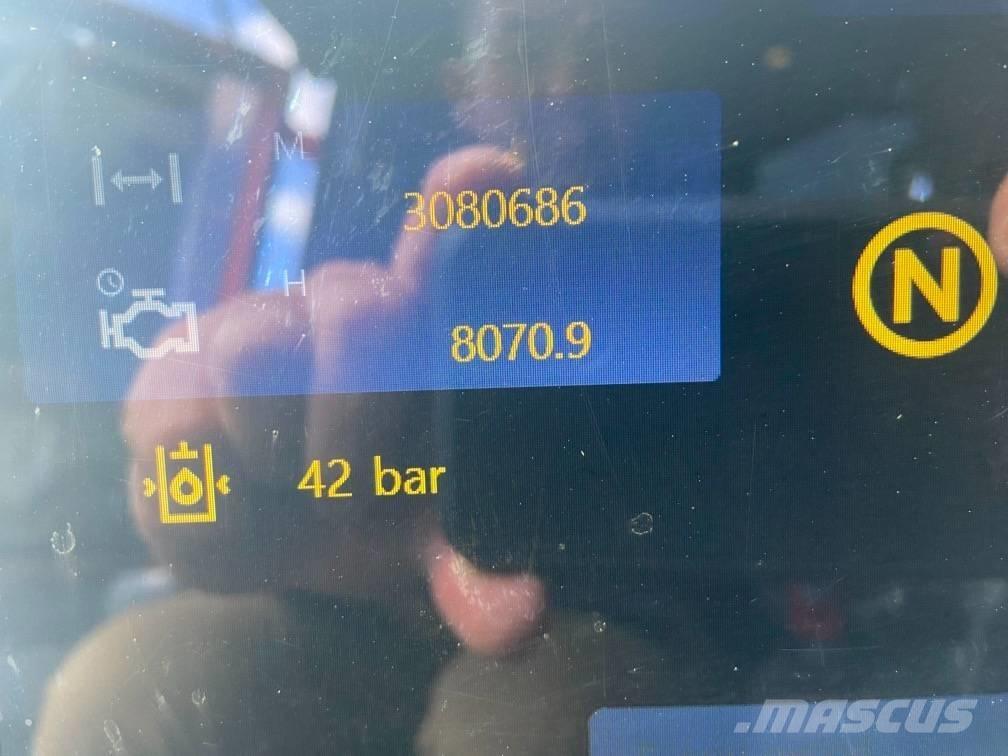 M
3080686
H
8070.9
N
42 bar
.MASCUS